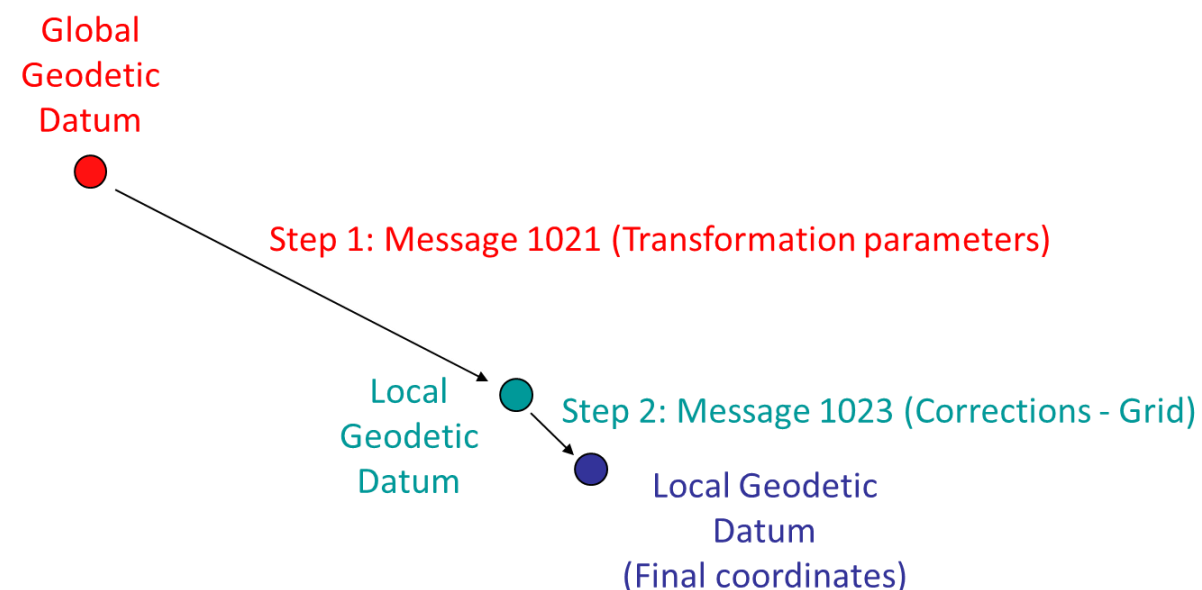 Global
Geodetic
Datum
Step 1: Message 1021 (Transformation parameters)
Local
Geodetic
Datum
Step 2: Message 1023 (Corrections - Grid)
Local Geodetic
Datum
(Final coordinates)